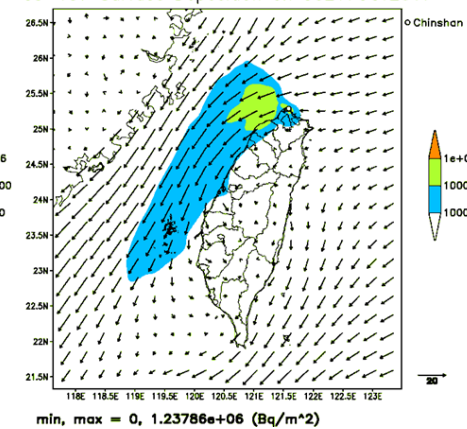 26.5N
Chinshan
26N
25.5N
25N
24.5N
24N
23.5N
23N
22.5N
22N
21.5N
118E 118.5E 119E 119.5E 120E 120.5E 121E 121.5E 122E 122.5E 123E
1000
20
min, max = 0, 1.23786e+06 (Bq/m^2)